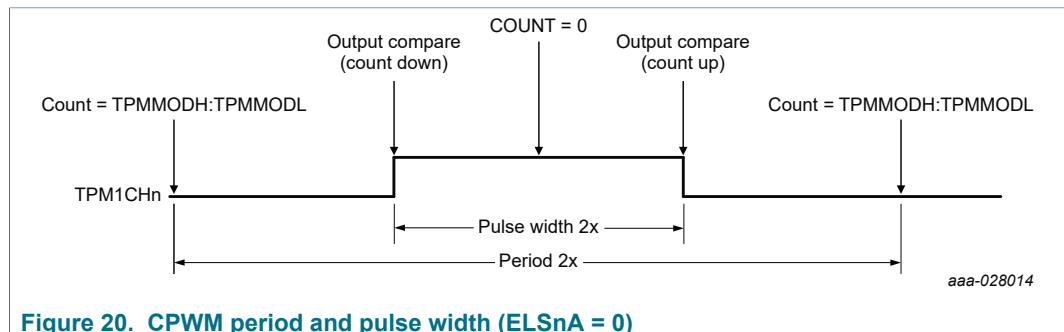 COUNT = 0
Output compare
(count down)
Output compare
(count up)
Count = TPMMODH:TPMMODL
Count = TPMMODH:TPMMODL
TPM1CHn
Pulse width 2x
Period 2x
aaa-028014
Figure 20. CPWM period and pulse width (ELSnA = 0)